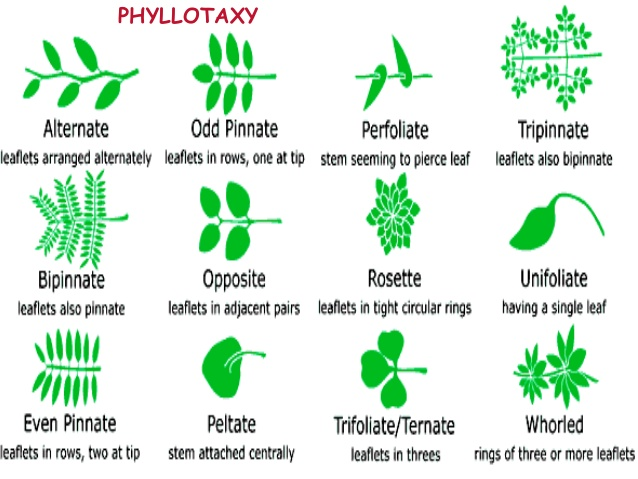 PHYLLOTAXY
Alternate
leaflets arranged alternately
Odd Pinnate
leaflets in rows, one at tip
Perfoliate
stem seeming to pierce leaf
Tripinnate
leaflets also bipinnate
Bipinnate
leaflets also pinnate
Opposite
leaflets in adjacent pairs
Rosette
leaflets in tight circular rings
Unifoliate
having a single leaf
Even Pinnate
leaflets in rows, two at tip
Peltate
stem attached centrally
Trifoliate/Ternate
leaflets in threes
Whorled
rings of three or more leaflets